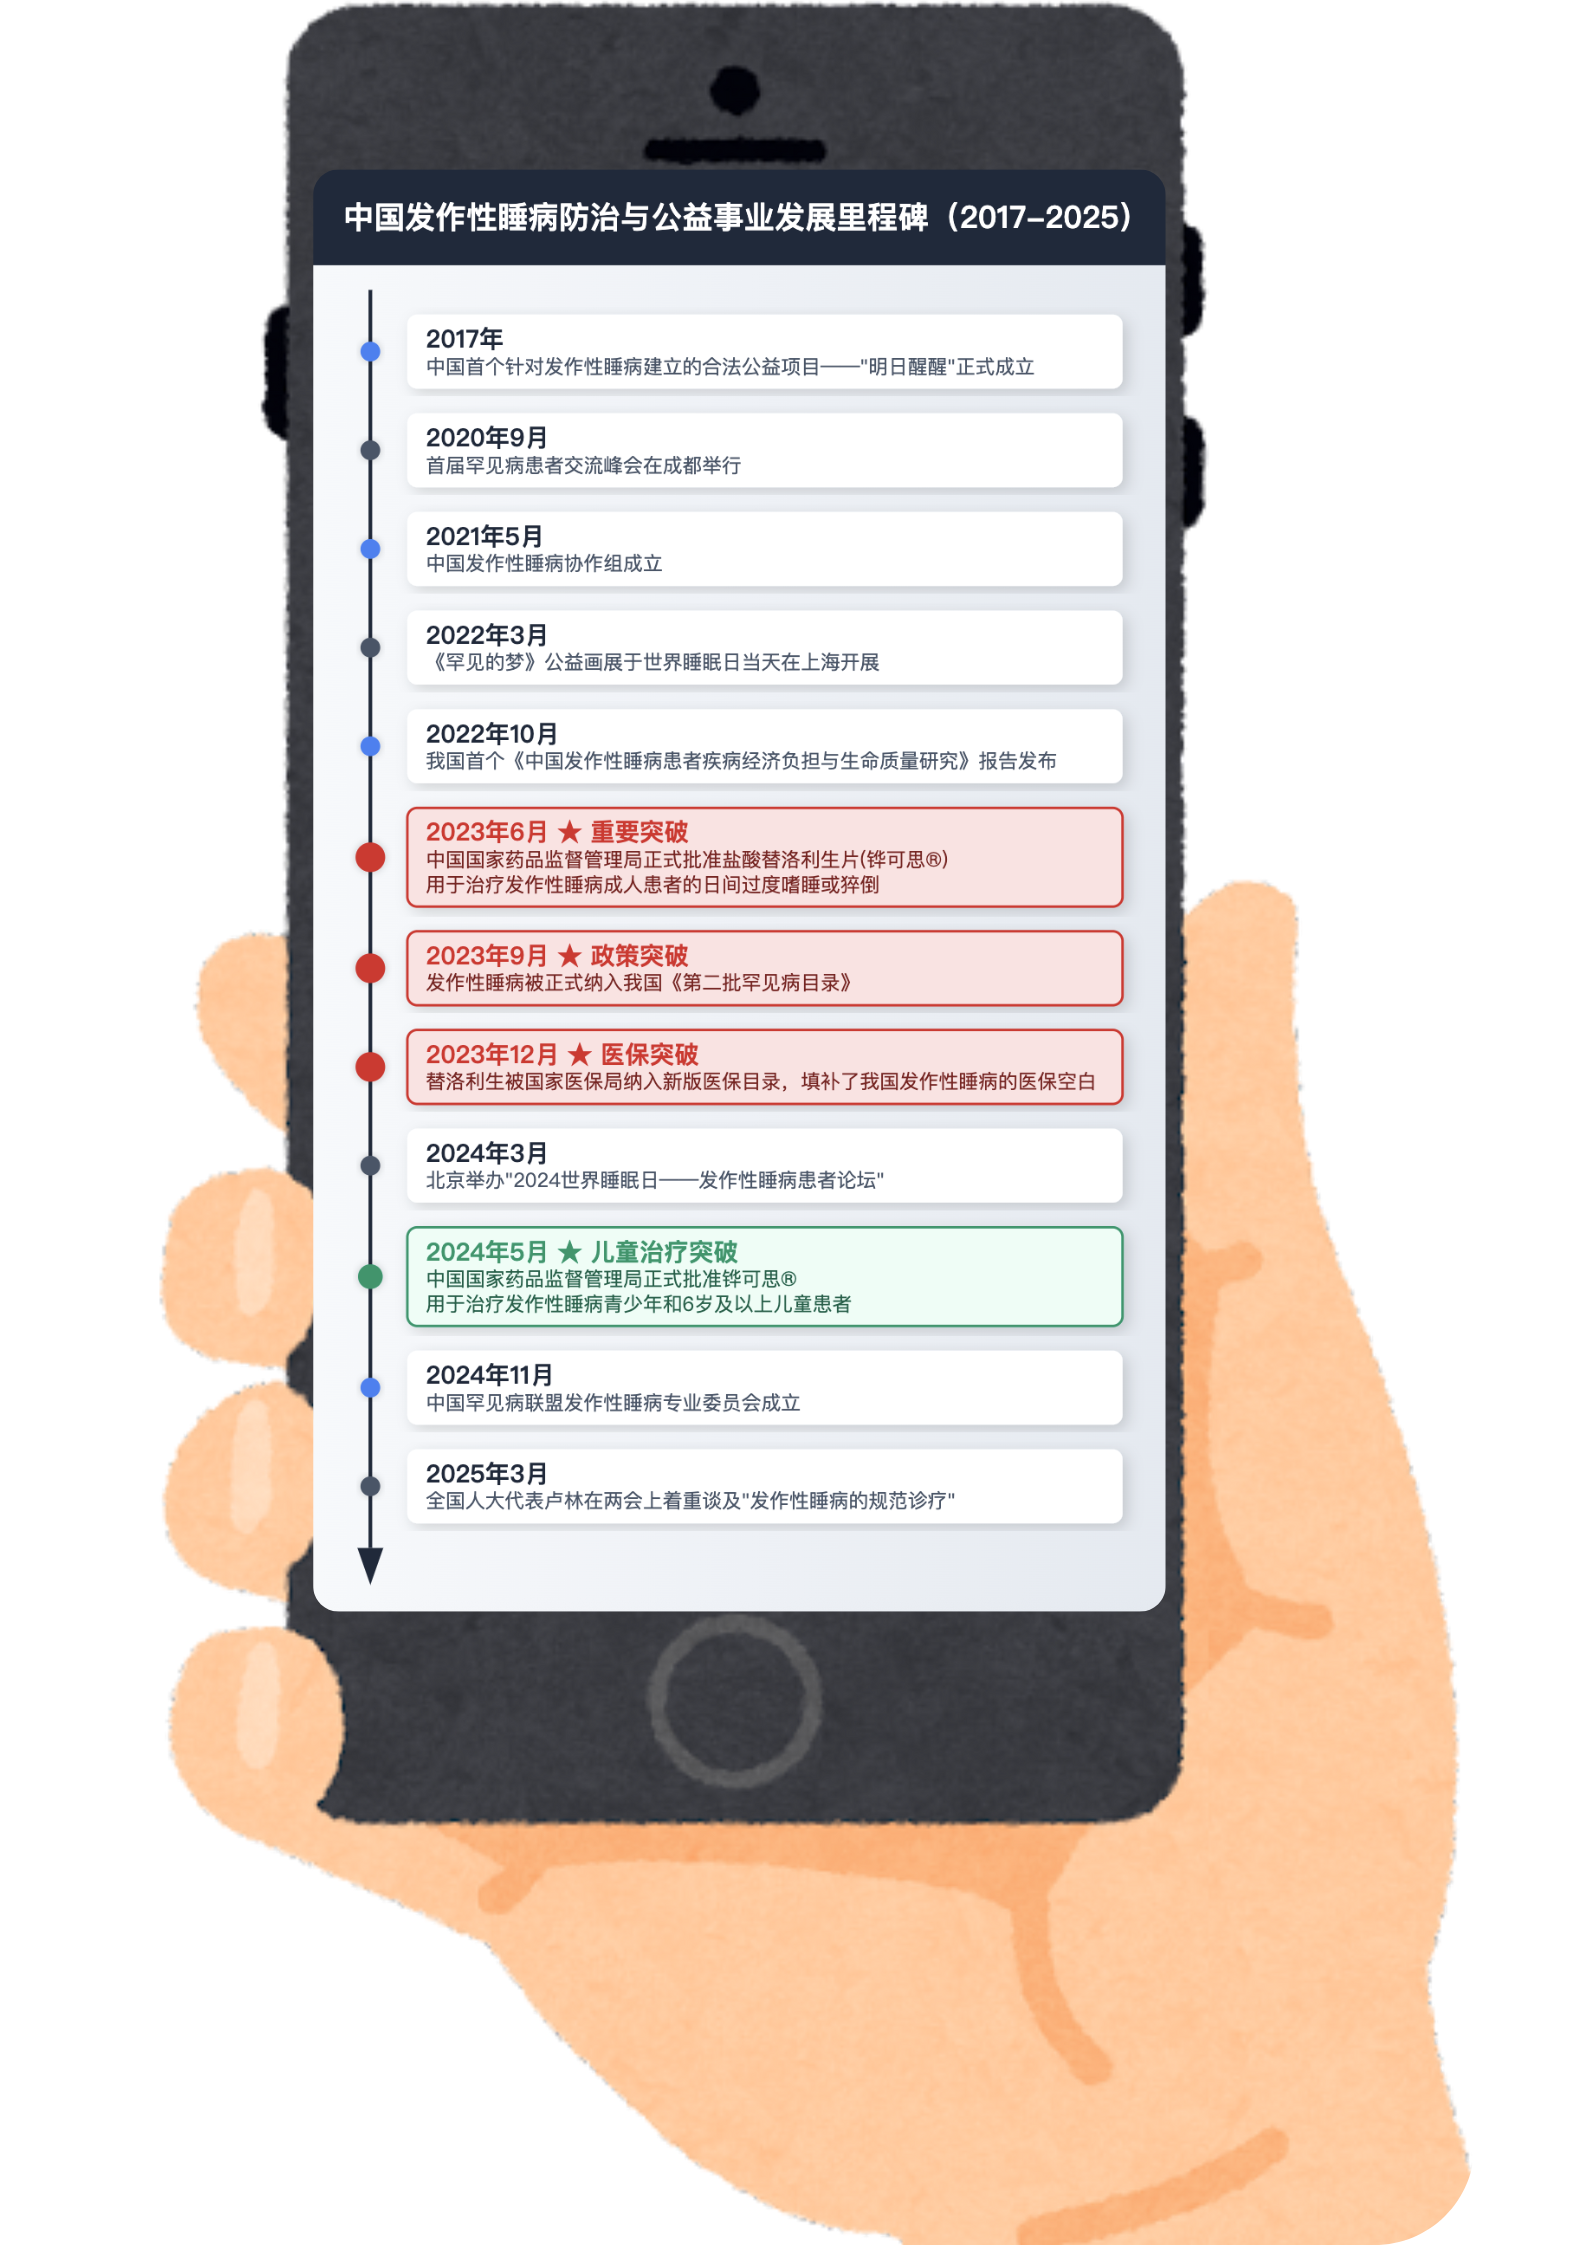 中国发作性睡病防治与公益事业发展里程碑（2017–2025）
2017年
中国首个针对发作性睡病建立的合法公益项目——"明日醒醒"正式成立
2020年9月
首届罕见病患者交流峰会在成都举行
2021年5月
中国发作性睡病协作组成立
2022年3月
《罕见的梦》公益画展于世界睡眠日当天在上海开展
2022年10月
我国首个《中国发作性睡病患者疾病经济负担与生命质量研究》报告发布
2023年6月 ★ 重要突破
中国国家药品监督管理局正式批准盐酸替洛利生片(铧可思®)
用于治疗发作性睡病成人患者的日间过度嗜睡或猝倒
2023年9月 ★ 政策突破
发作性睡病被正式纳入我国《第二批罕见病目录》
2023年12月 ★ 医保突破
替洛利生被国家医保局纳入新版医保目录，填补了我国发作性睡病的医保空白
2024年3月
北京举办"2024世界睡眠日——发作性睡病患者论坛"
2024年5月 ★ 儿童治疗突破
中国国家药品监督管理局正式批准铧可思®
用于治疗发作性睡病青少年和6岁及以上儿童患者
2024年11月
中国罕见病联盟发作性睡病专业委员会成立
2025年3月
全国人大代表卢林在两会上着重谈及"发作性睡病的规范诊疗"